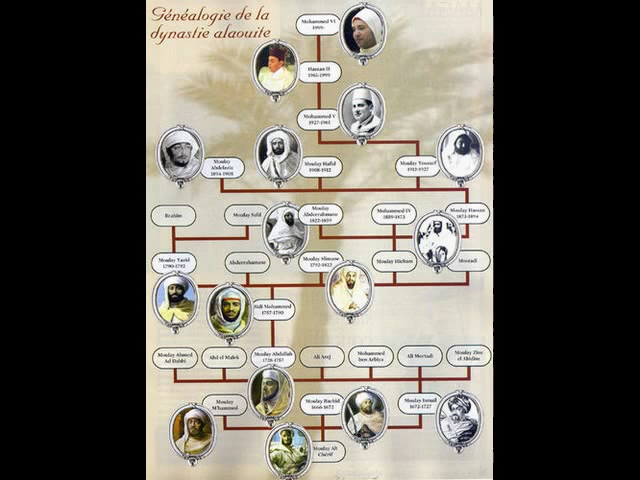 Généalogie de la
dynastie alaouite
Mohammed VI
1999-
Hassan II
1961-1999
Mohammed V
1927-1961
Moulay
Abdelaziz
1894-1908
Moulay Hafid
1908-1912
Moulay Youssef
1912-1927
Brahim
Moulay Saïd
Moulay
Abderrahmane
1822-1859
Mohammed IV
1859-1873
Moulay Hassan
1873-1894
Moulay Yazid
1790-1792
Abderrahmane
Moulay Slimane
1792-1822
Moulay Hicham
Mostadi
Sidi Mohammed
1757-1790
Moulay Ahmed
Ad Dahbi
Abd el Malek
Moulay Abdallah
1728-1757
Ali Arej
Mohammed
ben Arbiya
Ali Mortadi
Moulay Zine
el Abidine
Moulay
M'hammed
Moulay Rachid
1666-1672
Moulay Ismaïl
1672-1727
Moulay Ali
Chérif